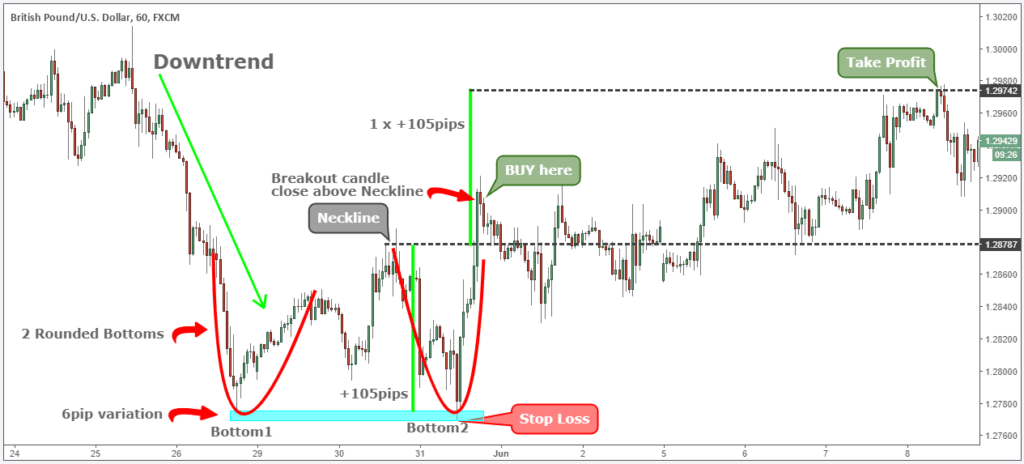 British Pound/U.S. Dollar, 60, FXCM
Downtrend
1 x +105pips
Breakout candle
close above Neckline
BUY here
Take Profit
Neckline
2 Rounded Bottoms
+105pips
6pip variation
Bottom1
Bottom2
Stop Loss
1.30200
1.30000
1.29800
1.29742
1.29600
1.29429
09:26
1.29200
1.29000
1.28787
1.28600
1.28400
1.28200
1.28000
1.27800
1.27600
24
25
26
29
30
31
Jun
2
5
6
7
8